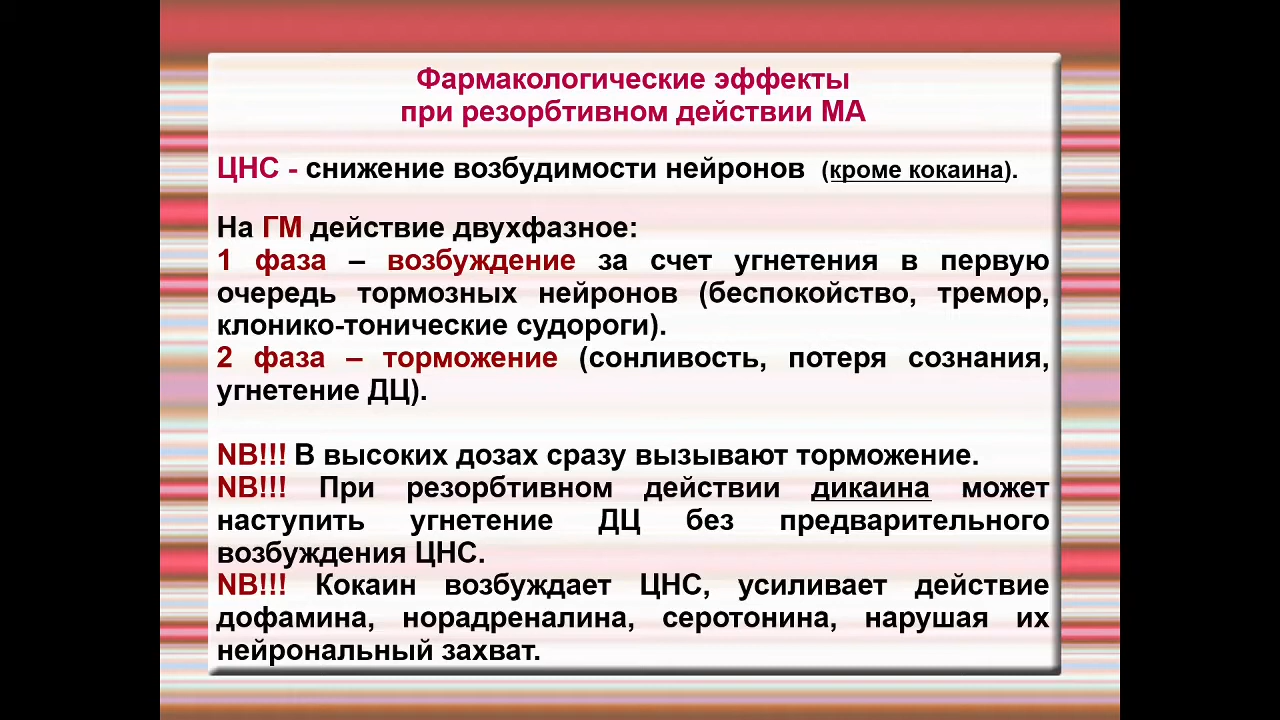 Фармакологические эффекты
при резорбтивном действии МА
ЦНС - снижение возбудимости нейронов (кроме кокаина).
На ГМ действие двухфазное:
1 фаза – возбуждение за счет угнетения в первую
очередь тормозных нейронов (беспокойство, тремор,
клонико-тонические судороги).
2 фаза – торможение (сонливость, потеря сознания,
угнетение ДЦ).
NB!!! В высоких дозах сразу вызывают торможение.
NB!!! При резорбтивном действии дикаина может
наступить угнетение ДЦ без предварительного
возбуждения ЦНС.
NB!!! Кокаин возбуждает ЦНС, усиливает действие
дофамина, норадреналина, серотонина, нарушая их
нейрональный захват.